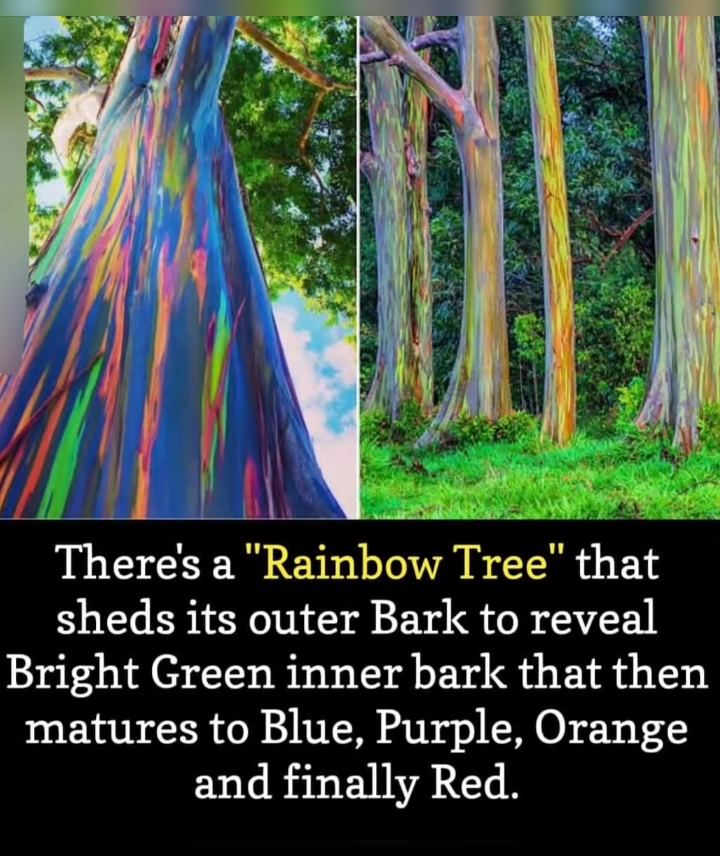 There's a "Rainbow Tree" that
sheds its outer Bark to reveal
Bright Green inner bark that then
matures to Blue, Purple, Orange
and finally Red.